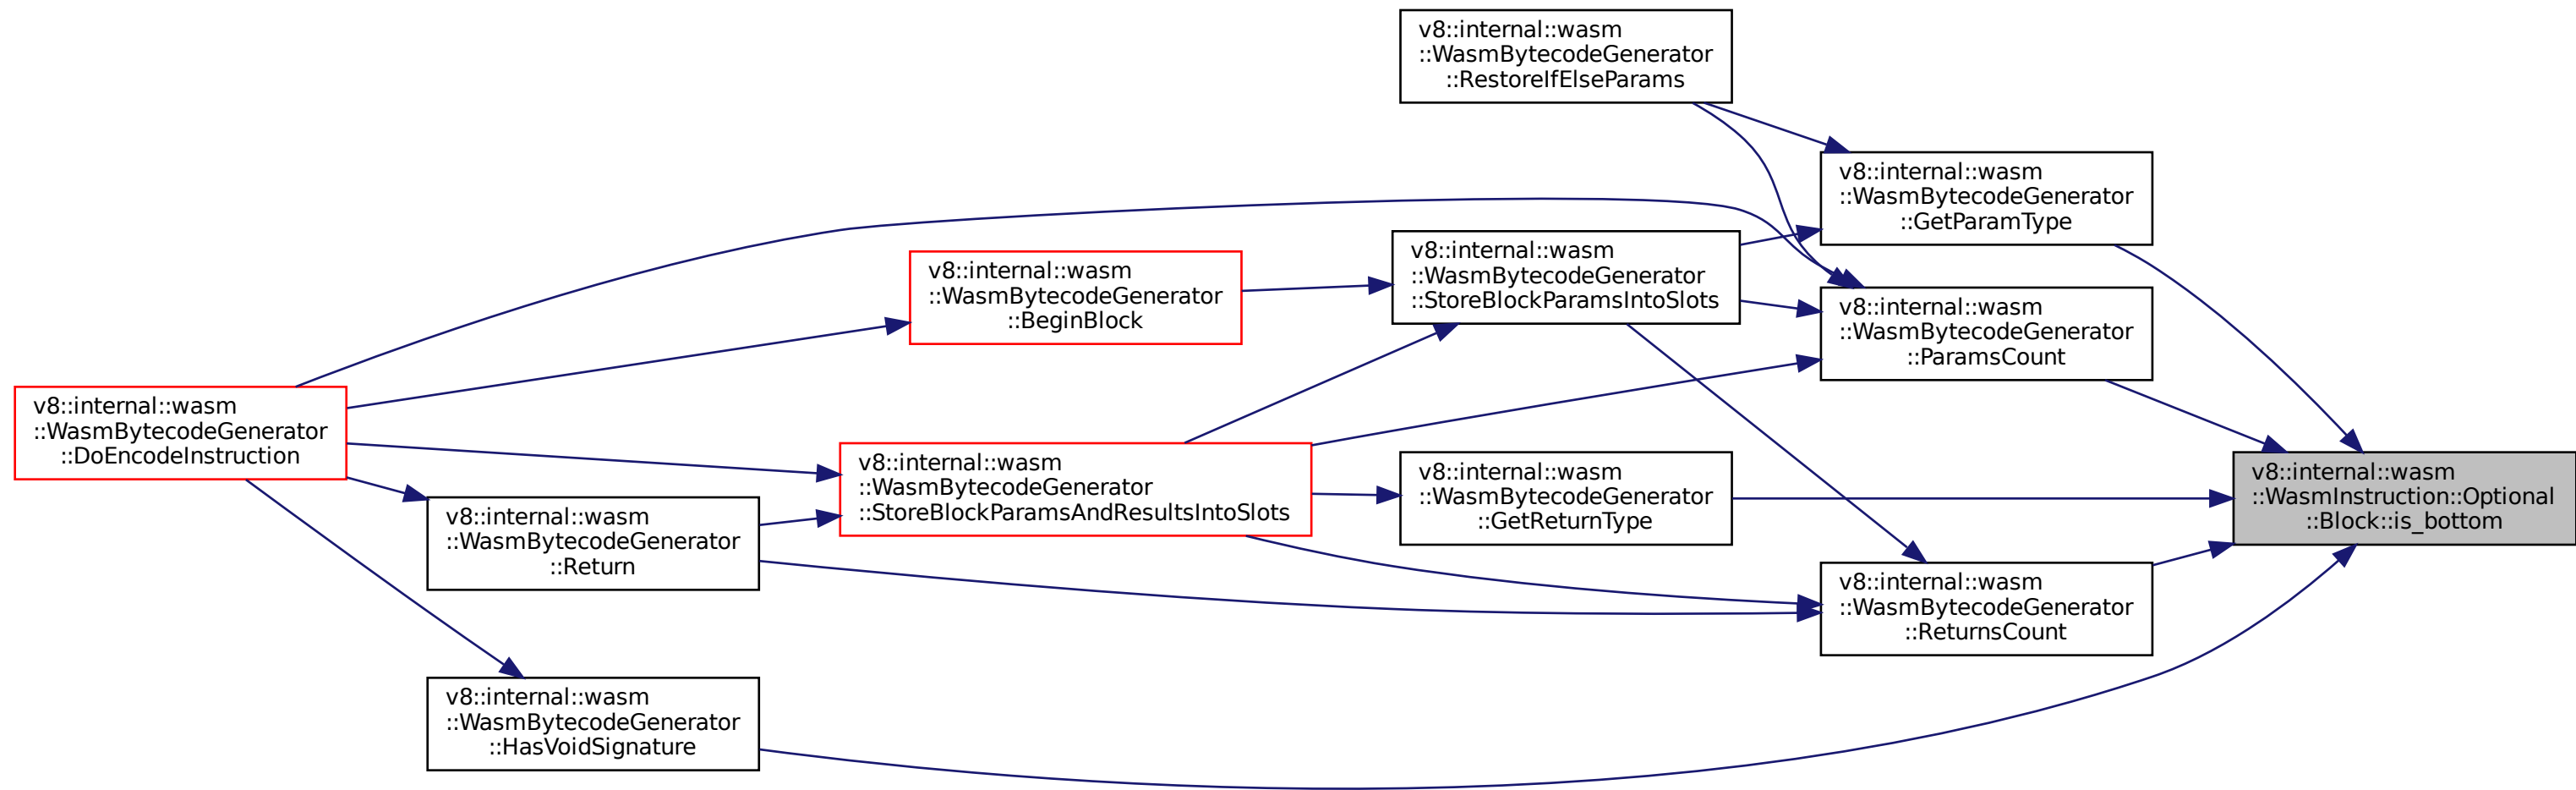 v8::internal::wasm
::WasmBytecodeGenerator
::RestoreIfElseParams
v8::internal::wasm
::WasmBytecodeGenerator
::GetParamType
v8::internal::wasm
::WasmBytecodeGenerator
::StoreBlockParamsIntoSlots
v8::internal::wasm
::WasmBytecodeGenerator
::BeginBlock
v8::internal::wasm
::WasmBytecodeGenerator
::ParamsCount
v8::internal::wasm
::WasmBytecodeGenerator
::DoEncodeInstruction
v8::internal::wasm
::WasmBytecodeGenerator
::StoreBlockParamsAndResultsIntoSlots
v8::internal::wasm
::WasmBytecodeGenerator
::GetReturnType
v8::internal::wasm
::WasmInstruction::Optional
::Block::is_bottom
v8::internal::wasm
::WasmBytecodeGenerator
::Return
v8::internal::wasm
::WasmBytecodeGenerator
::ReturnsCount
v8::internal::wasm
::WasmBytecodeGenerator
::HasVoidSignature